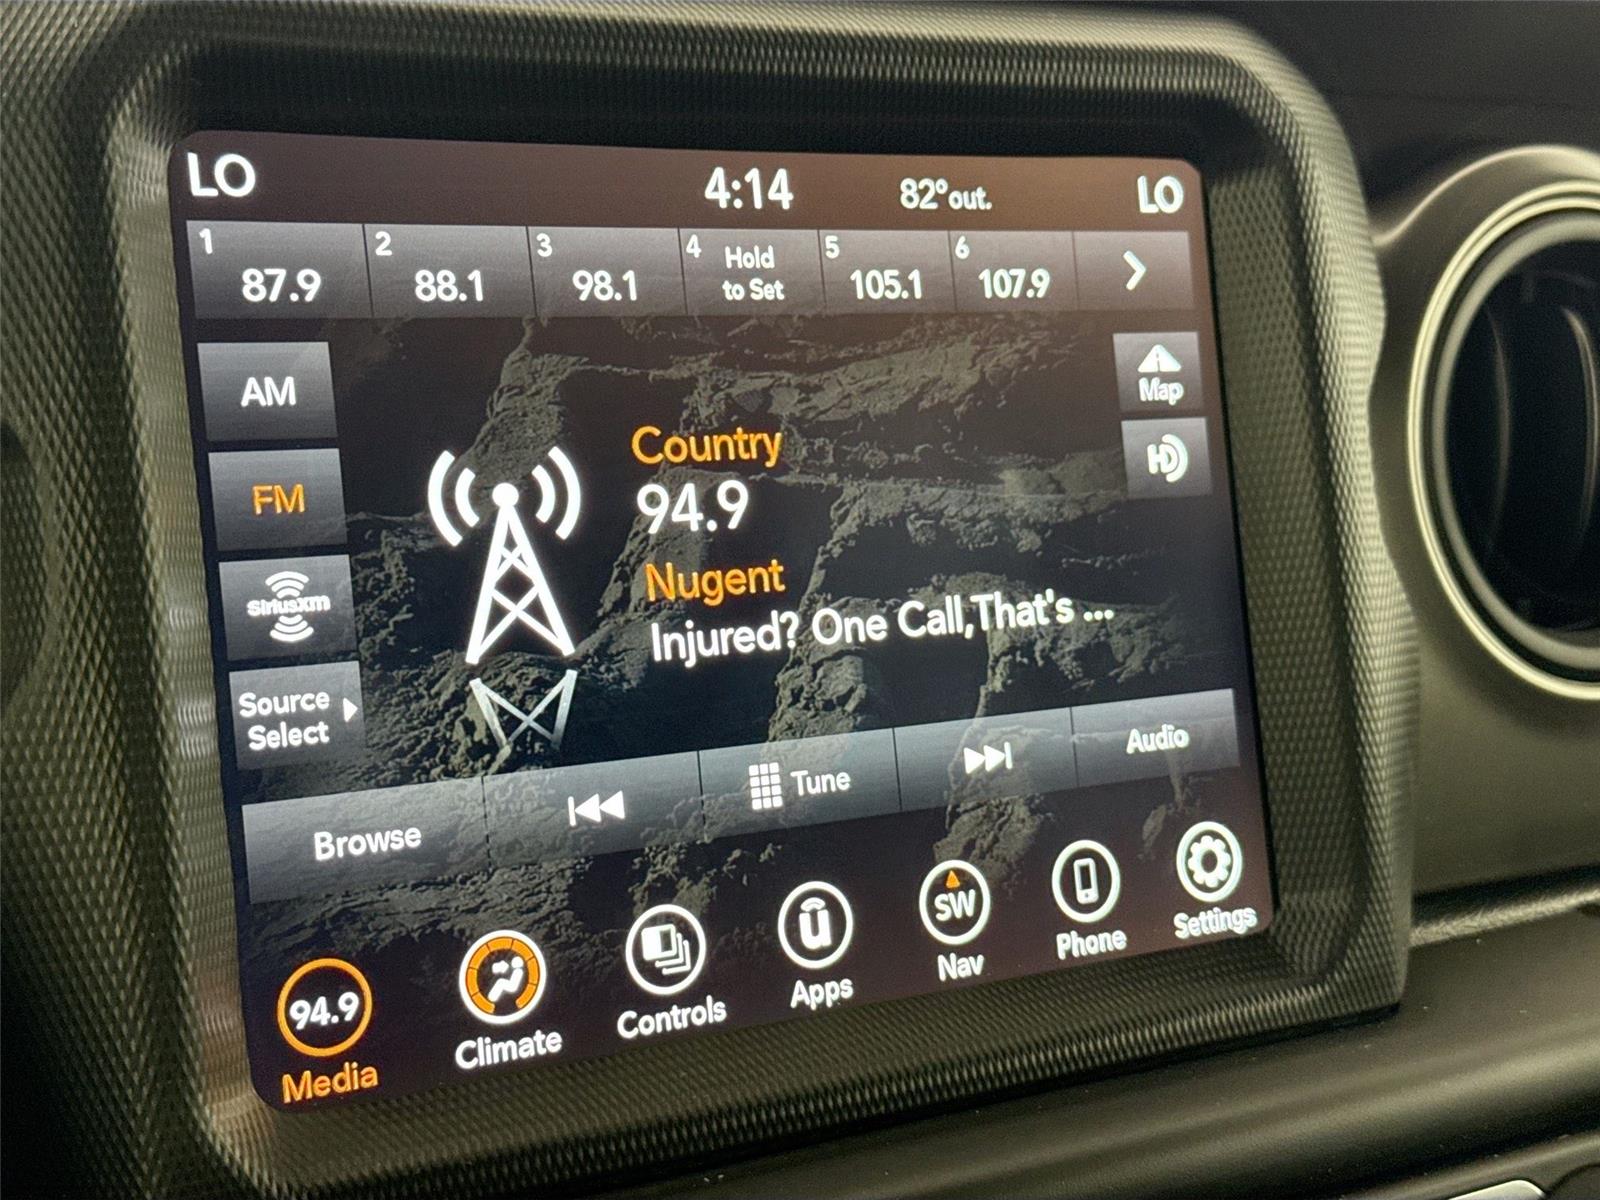 LO 4:14 82°out. LO
1 87.9 2 88.1 3 98.1 4 Hold to Set 5 105.1 6 107.9
AM
FM
SiriusXM
Source
Select
Country
94.9
Nugent
Injured? One Call,That's ...
Map
HD
Browse Tune Audio
94.9 SW
Media Climate Controls Apps Nav Phone Settings